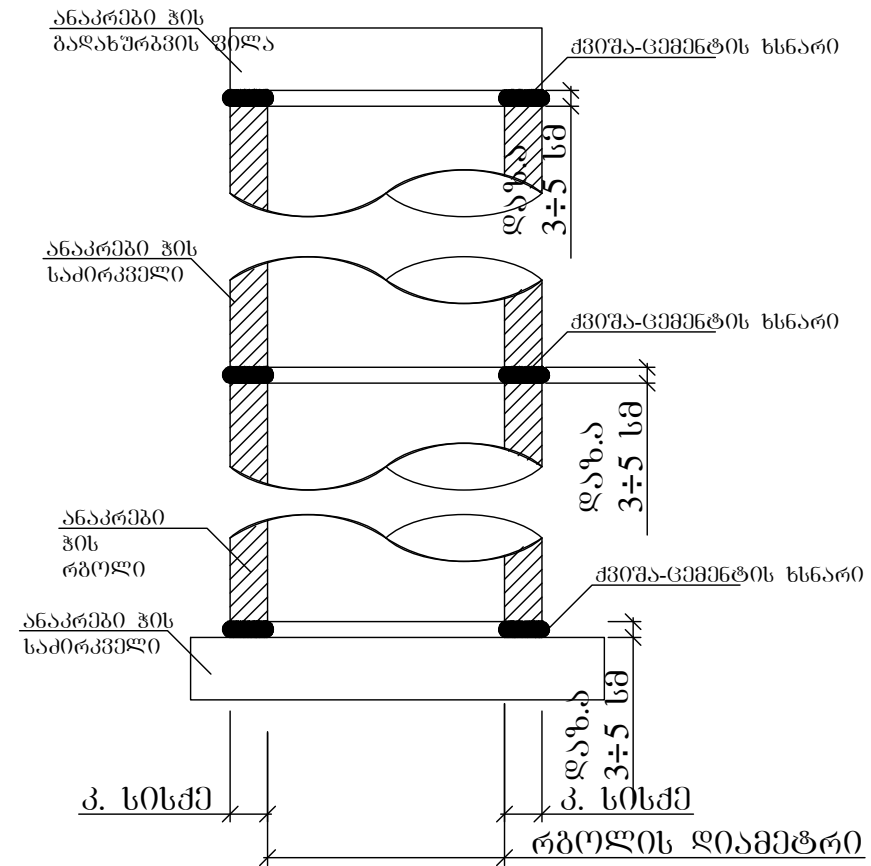 ანაკრები ჭის
გადახურვის ფილა
ქვიშა-ცემენტის ხსნარი
დაზ.ა
3÷5 სმ
ანაკრები ჭის
საძირკველი
ქვიშა-ცემენტის ხსნარი
დაზ.ა
3÷5 სმ
ანაკრები
ჭის
რგოლი
ქვიშა-ცემენტის ხსნარი
ანაკრები ჭის
საძირკველი
დაზ.ა
3÷5 სმ
კ. სისქე
კ. სისქე
რგოლის დიამეტრი